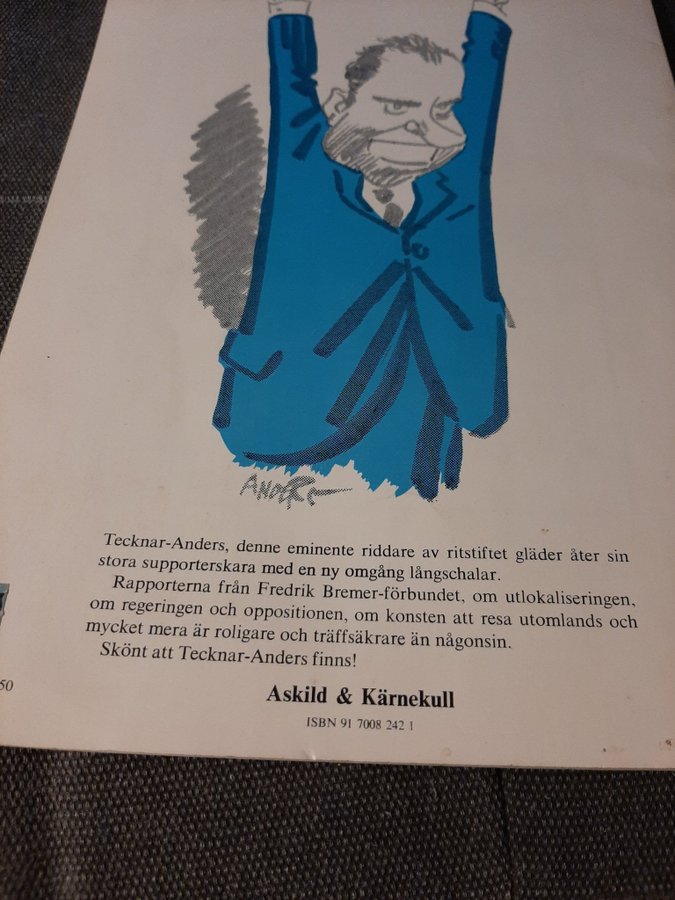 ANDERS
Tecknar-Anders, denne eminente riddare av ritstiftet gläder åter sin
stora supporterskara med en ny omgång långschalar.
Rapporterna från Fredrik Bremer-förbundet, om utlokaliseringen,
om regeringen och oppositionen, om konsten att resa utomlands och
mycket mera är roligare och träffsäkrare än någonsin.
Skönt att Tecknar-Anders finns!
50
Askild & Kärnekull
ISBN 91 7008 242 1